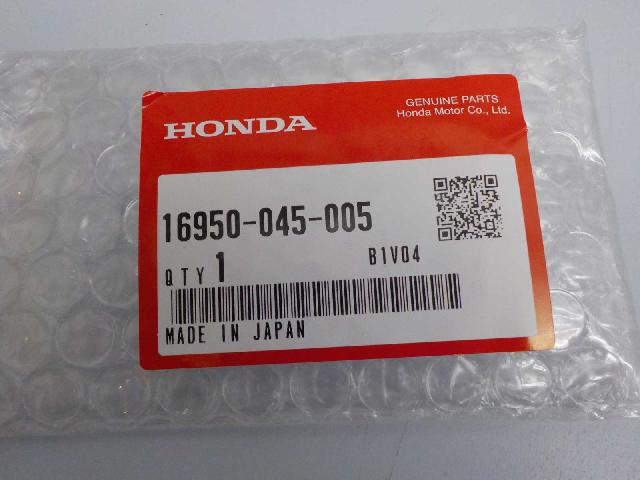 GENUINE PARTS
HONDA
Honda Motor Co., Ltd.
16950-045-005
QTY 1
B1V04
MADE IN JAPAN